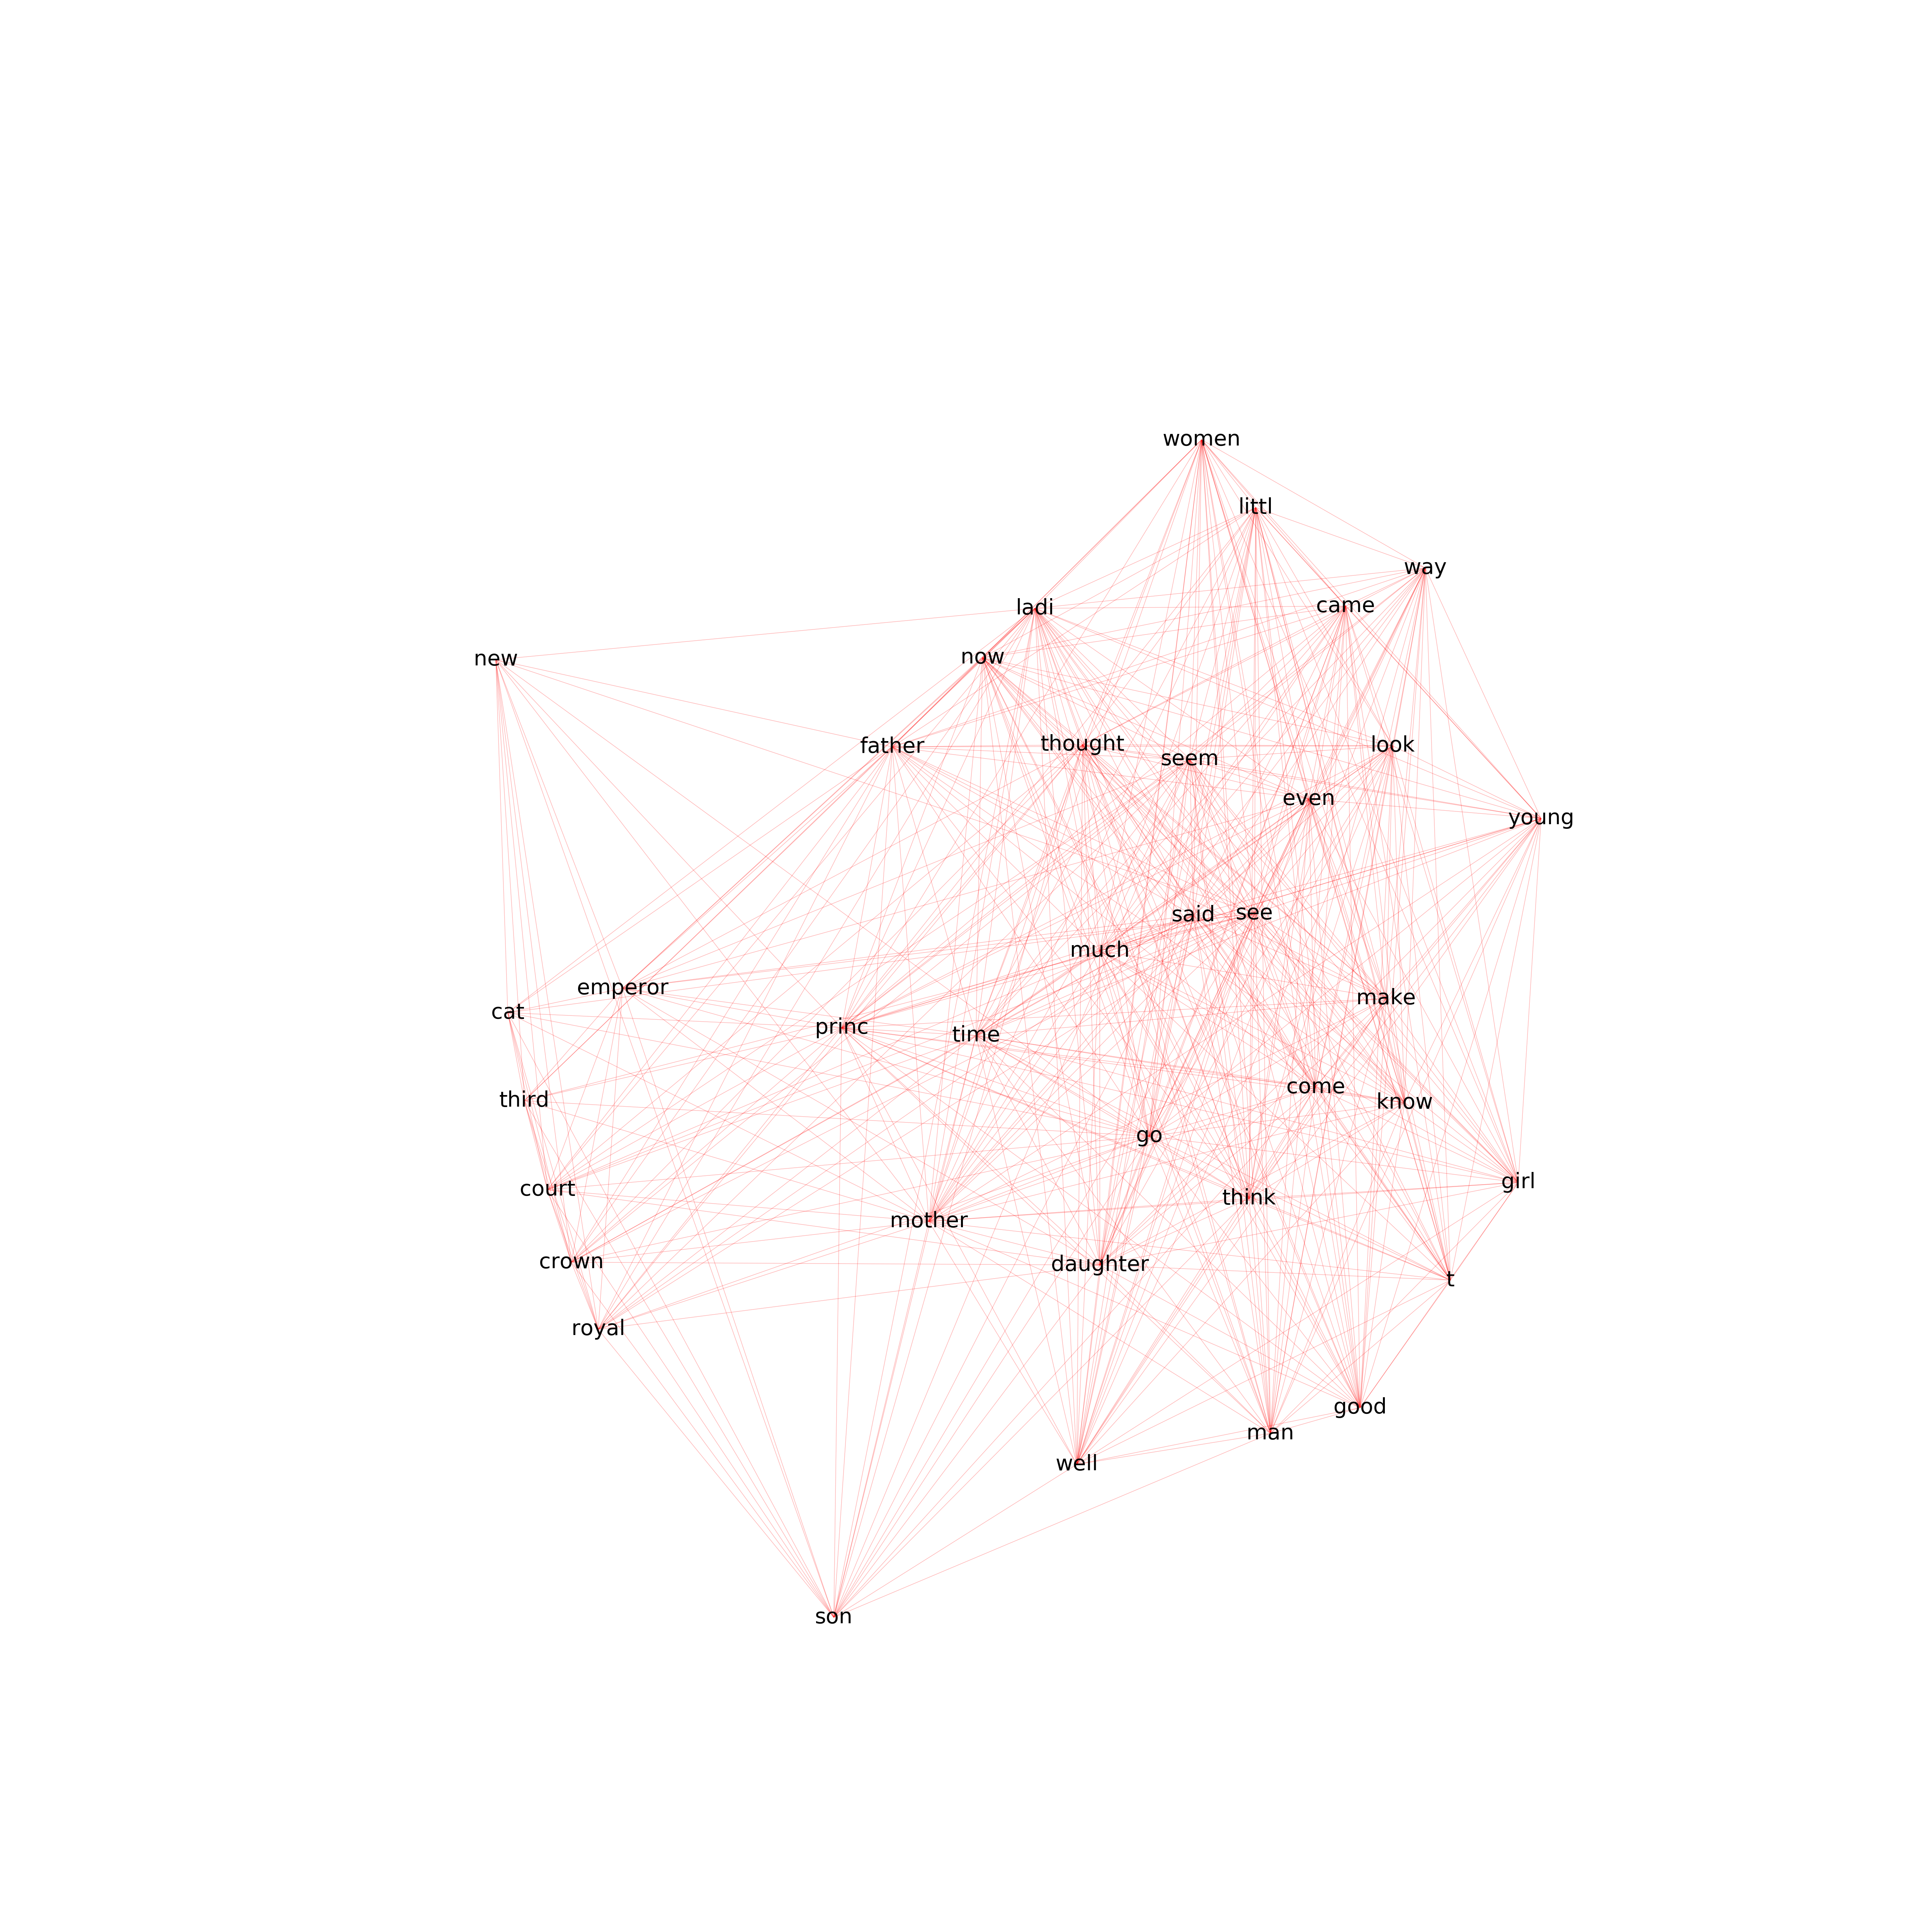 women
littl
way
came
ladi
now
new
thought
look
father
seem
even
young
see
said
much
emperor
make
cat
princ
time
come
third
know
go
girl
court
think
mother
crown
daughter
t
royal
good
man
well
son